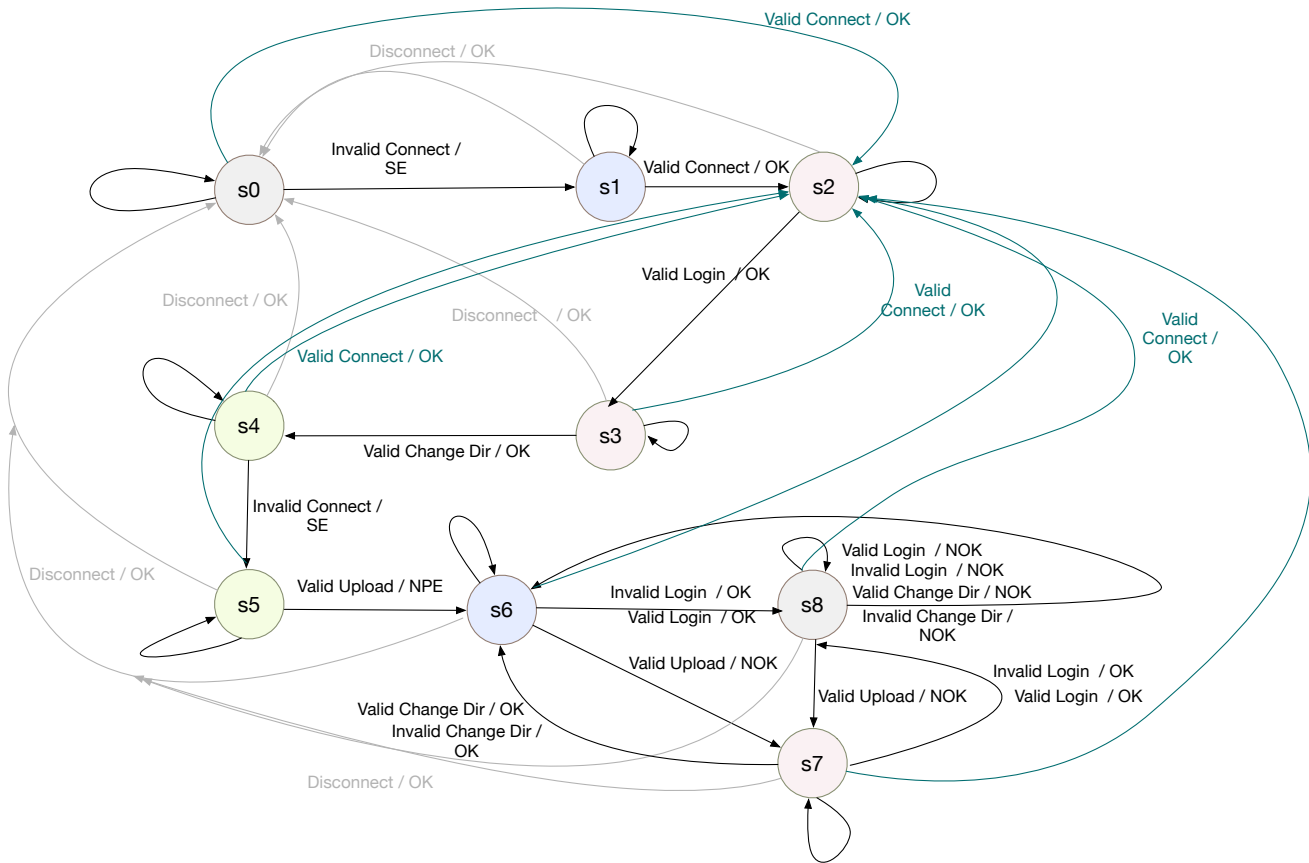 Valid Connect / OK
Disconnect / OK
Invalid Connect /
SE
Valid Connect / OK
s0
s1
s2
Valid Login / OK
Disconnect / OK
Disconnect / OK
Valid
Connect / OK
Valid
Connect /
OK
Valid Connect / OK
s4
s3
Valid Change Dir / OK
Invalid Connect /
SE
Valid Login / NOK
Invalid Login / NOK
Valid Change Dir / NOK
Invalid Change Dir /
NOK
Disconnect / OK
s5
Valid Upload / NPE
s6
Invalid Login / OK
Valid Login / OK
s8
Valid Upload / NOK
Invalid Login / OK
Valid Login / OK
Valid Upload / NOK
Valid Change Dir / OK
Invalid Change Dir /
OK
s7
Disconnect / OK